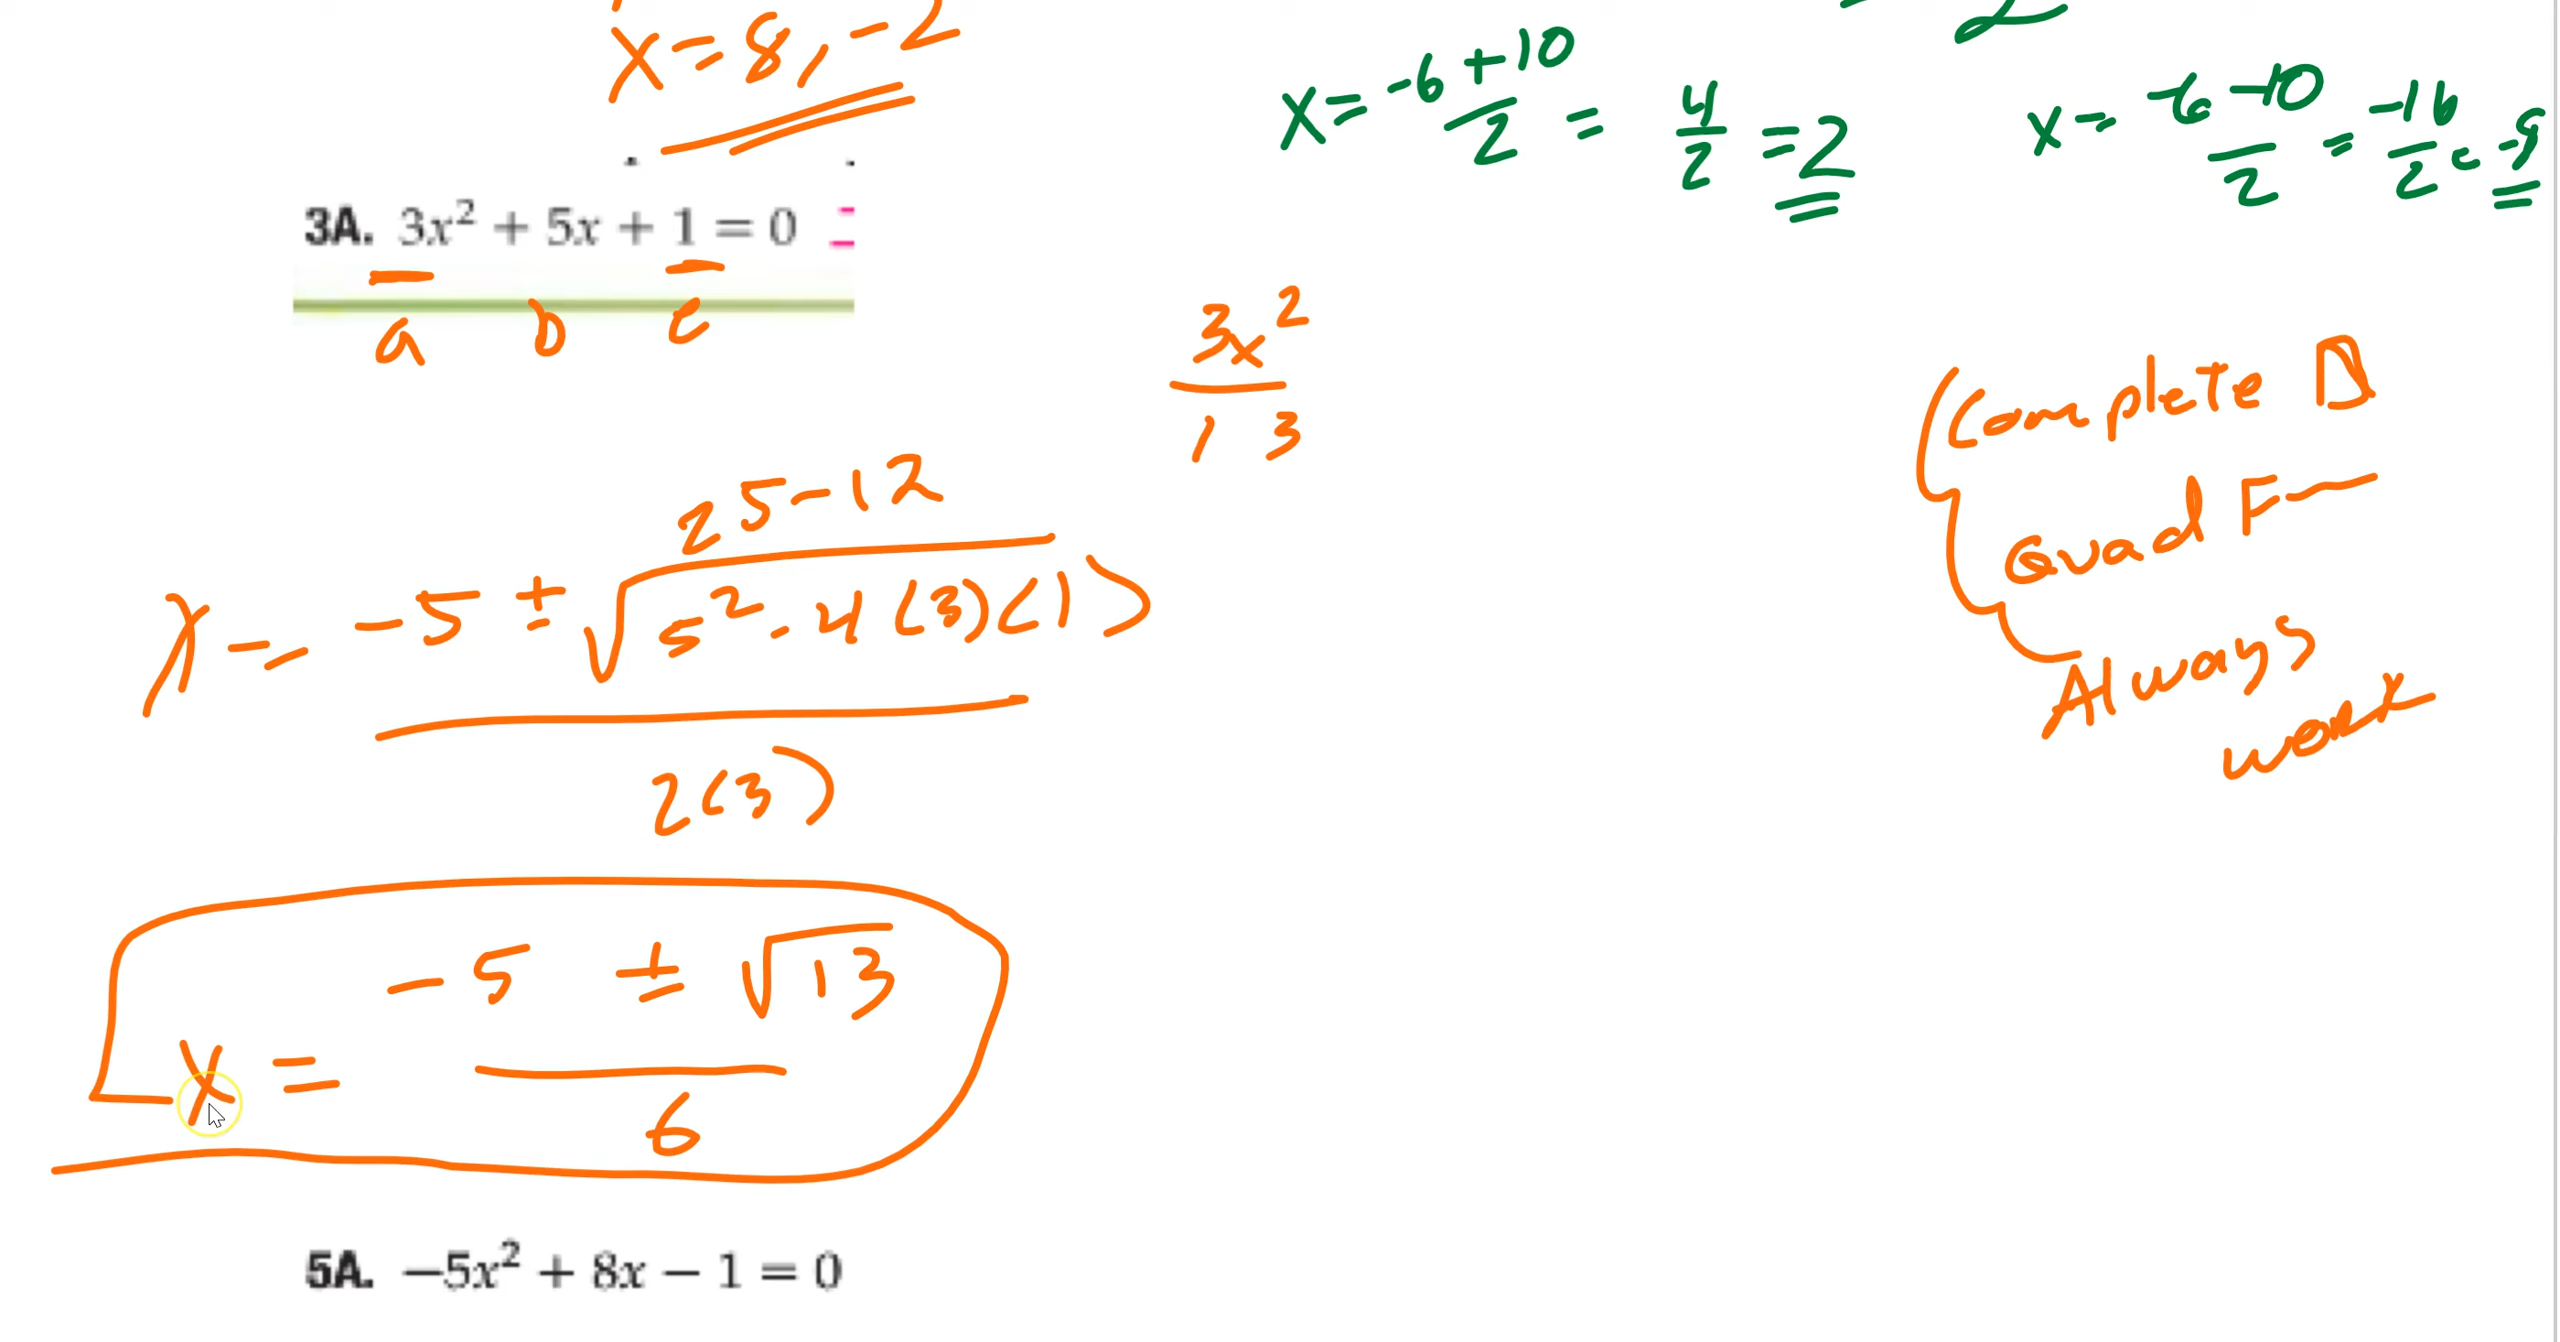 x = 8, -2
x = -6 + 10 / 2 = 4/2 = 2
x = -6 - 10 / 2 = -16/2 = -8
3A. 3x² + 5x + 1 = 0
a b c
3x²
1 3
Complete □
Quad F
Always
work
25 - 12
x = -5 ± √5² - 4(3)(1)
2(3)
x = -5 ± √13
6
5A. −5x² + 8x − 1 = 0